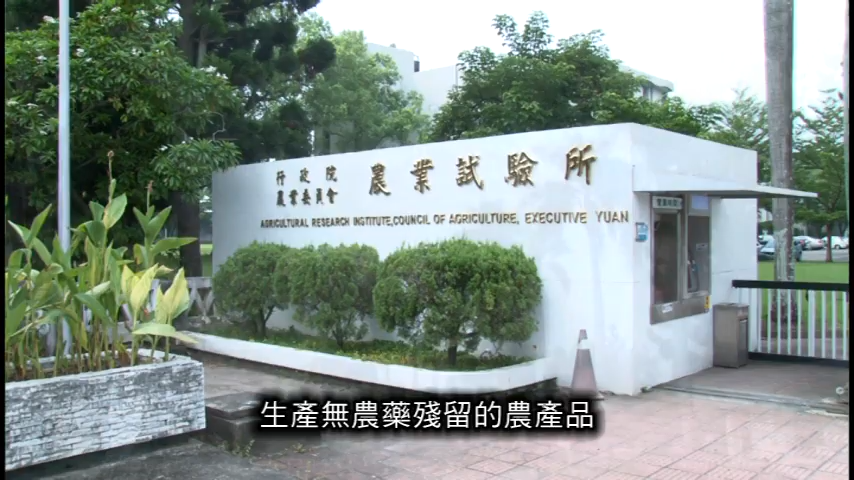 行政院
農業委員會
農業試驗所
AGRICULTURAL RESEARCH INSTITUTE,COUNCIL OF AGRICULTURE, EXECUTIVE YUAN
生產無農藥殘留的農產品